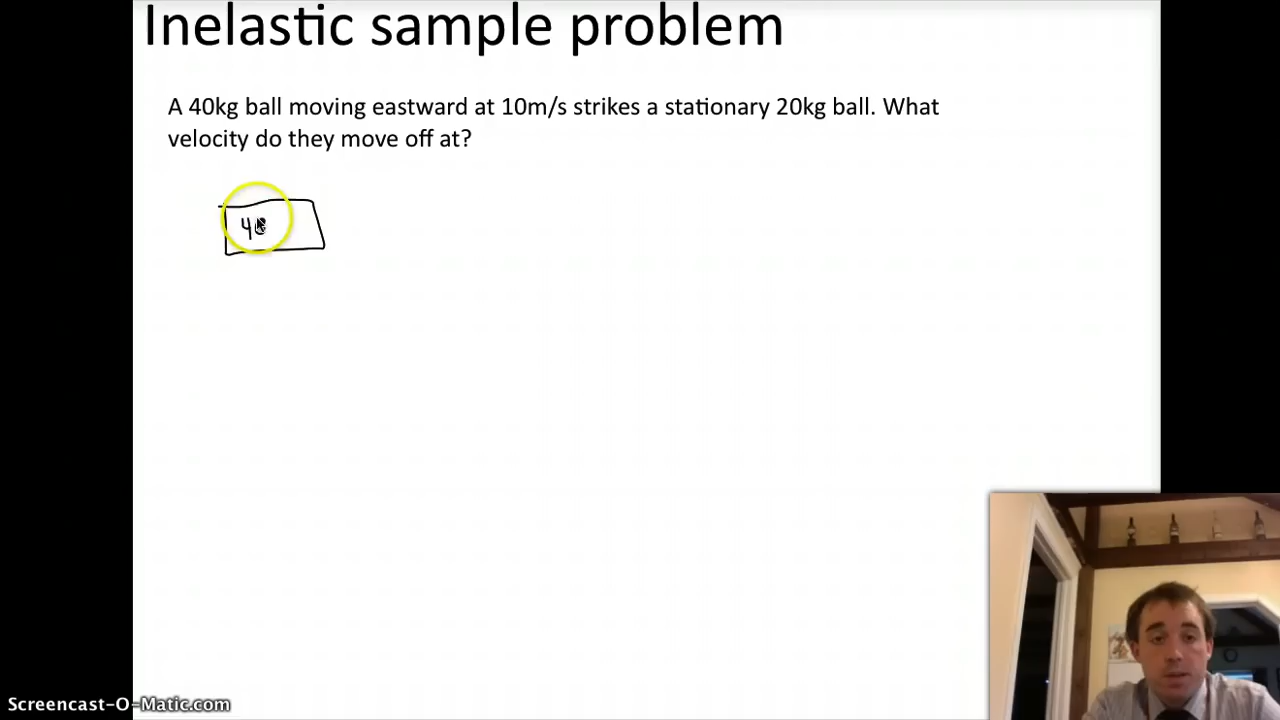 Inelastic sample problem
A 40kg ball moving eastward at 10m/s strikes a stationary 20kg ball. What
velocity do they move off at?
40
Screencast-O-Matic.com